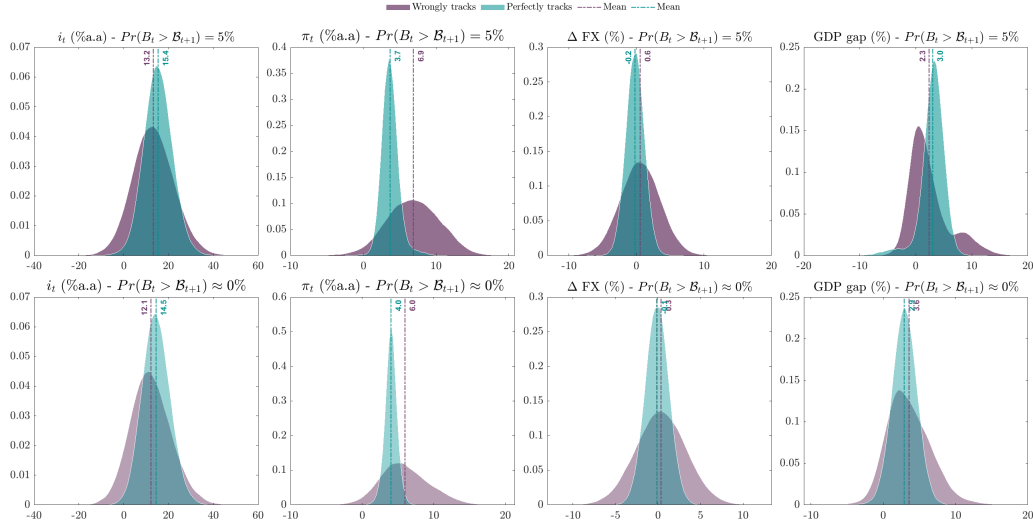 Wrongly tracks Perfectly tracks Mean Mean
i_t (%a.a) - Pr(B_t > 𝓑_{t+1}) = 5%
π_t (%a.a) - Pr(B_t > 𝓑_{t+1}) = 5%
Δ FX (%) - Pr(B_t > 𝓑_{t+1}) = 5%
GDP gap (%) - Pr(B_t > 𝓑_{t+1}) = 5%
0.07 0.06 0.05 0.04 0.03 0.02 0.01 0
13.2 15.4
-40 -20 0 20 40 60
0.4 0.35 0.3 0.25 0.2 0.15 0.1 0.05 0
3.7 6.9
-10 0 10 20
0.3 0.25 0.2 0.15 0.1 0.05 0
-0.2 0.6
-10 0 10 20
0.25 0.2 0.15 0.1 0.05 0
2.3 3.0
-20 -10 0 10 20
i_t (%a.a) - Pr(B_t > 𝓑_{t+1}) ≈ 0%
π_t (%a.a) - Pr(B_t > 𝓑_{t+1}) ≈ 0%
Δ FX (%) - Pr(B_t > 𝓑_{t+1}) ≈ 0%
GDP gap (%) - Pr(B_t > 𝓑_{t+1}) ≈ 0%
0.07 0.06 0.05 0.04 0.03 0.02 0.01 0
12.1 14.5
-40 -20 0 20 40 60
0.6 0.5 0.4 0.3 0.2 0.1 0
4.0 6.0
-10 0 10 20
0.3 0.25 0.2 0.15 0.1 0.05 0
-0.1 0.3
-10 -5 0 5 10
0.25 0.2 0.15 0.1 0.05 0
3.6
-10 -5 0 5 10 15